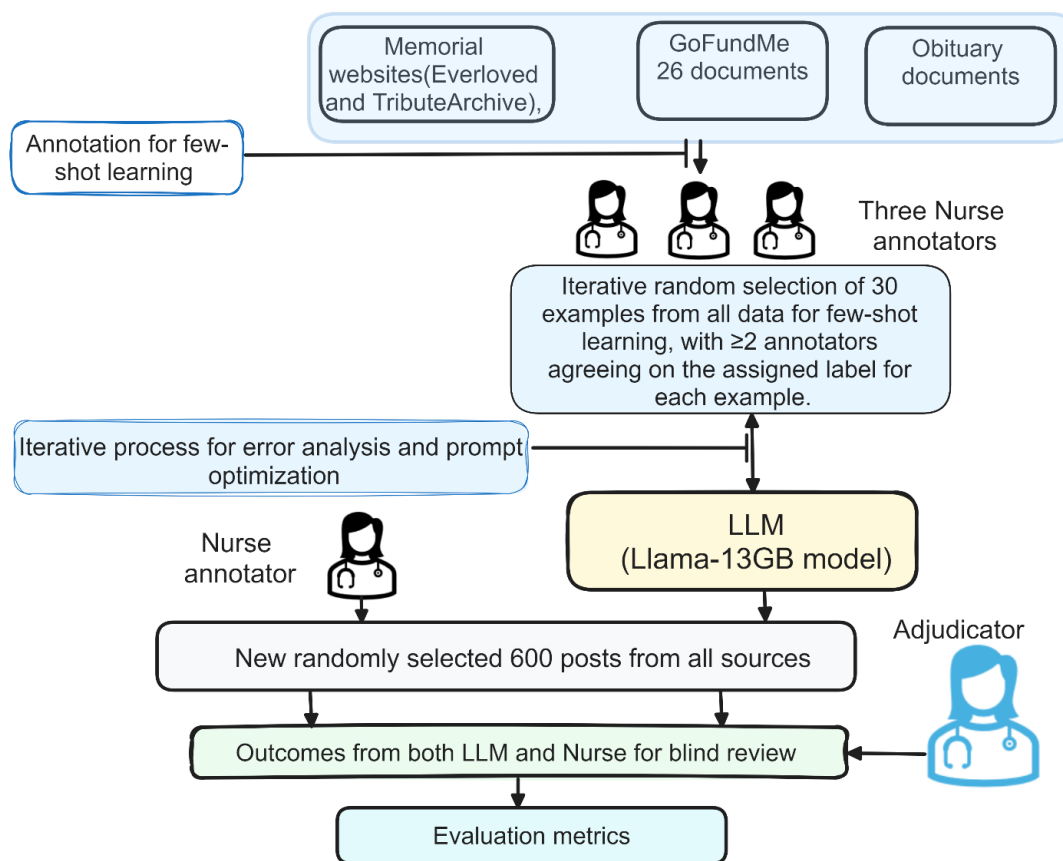 Memorial
websites(Everloved
and TributeArchive),
GoFundMe
26 documents
Obituary
documents
Annotation for few-
shot learning
Three Nurse
annotators
Iterative random selection of 30
examples from all data for few-shot
learning, with ≥2 annotators
agreeing on the assigned label for
each example.
Iterative process for error analysis and prompt
optimization
LLM
(Llama-13GB model)
Nurse
annotator
Adjudicator
New randomly selected 600 posts from all sources
Outcomes from both LLM and Nurse for blind review
Evaluation metrics